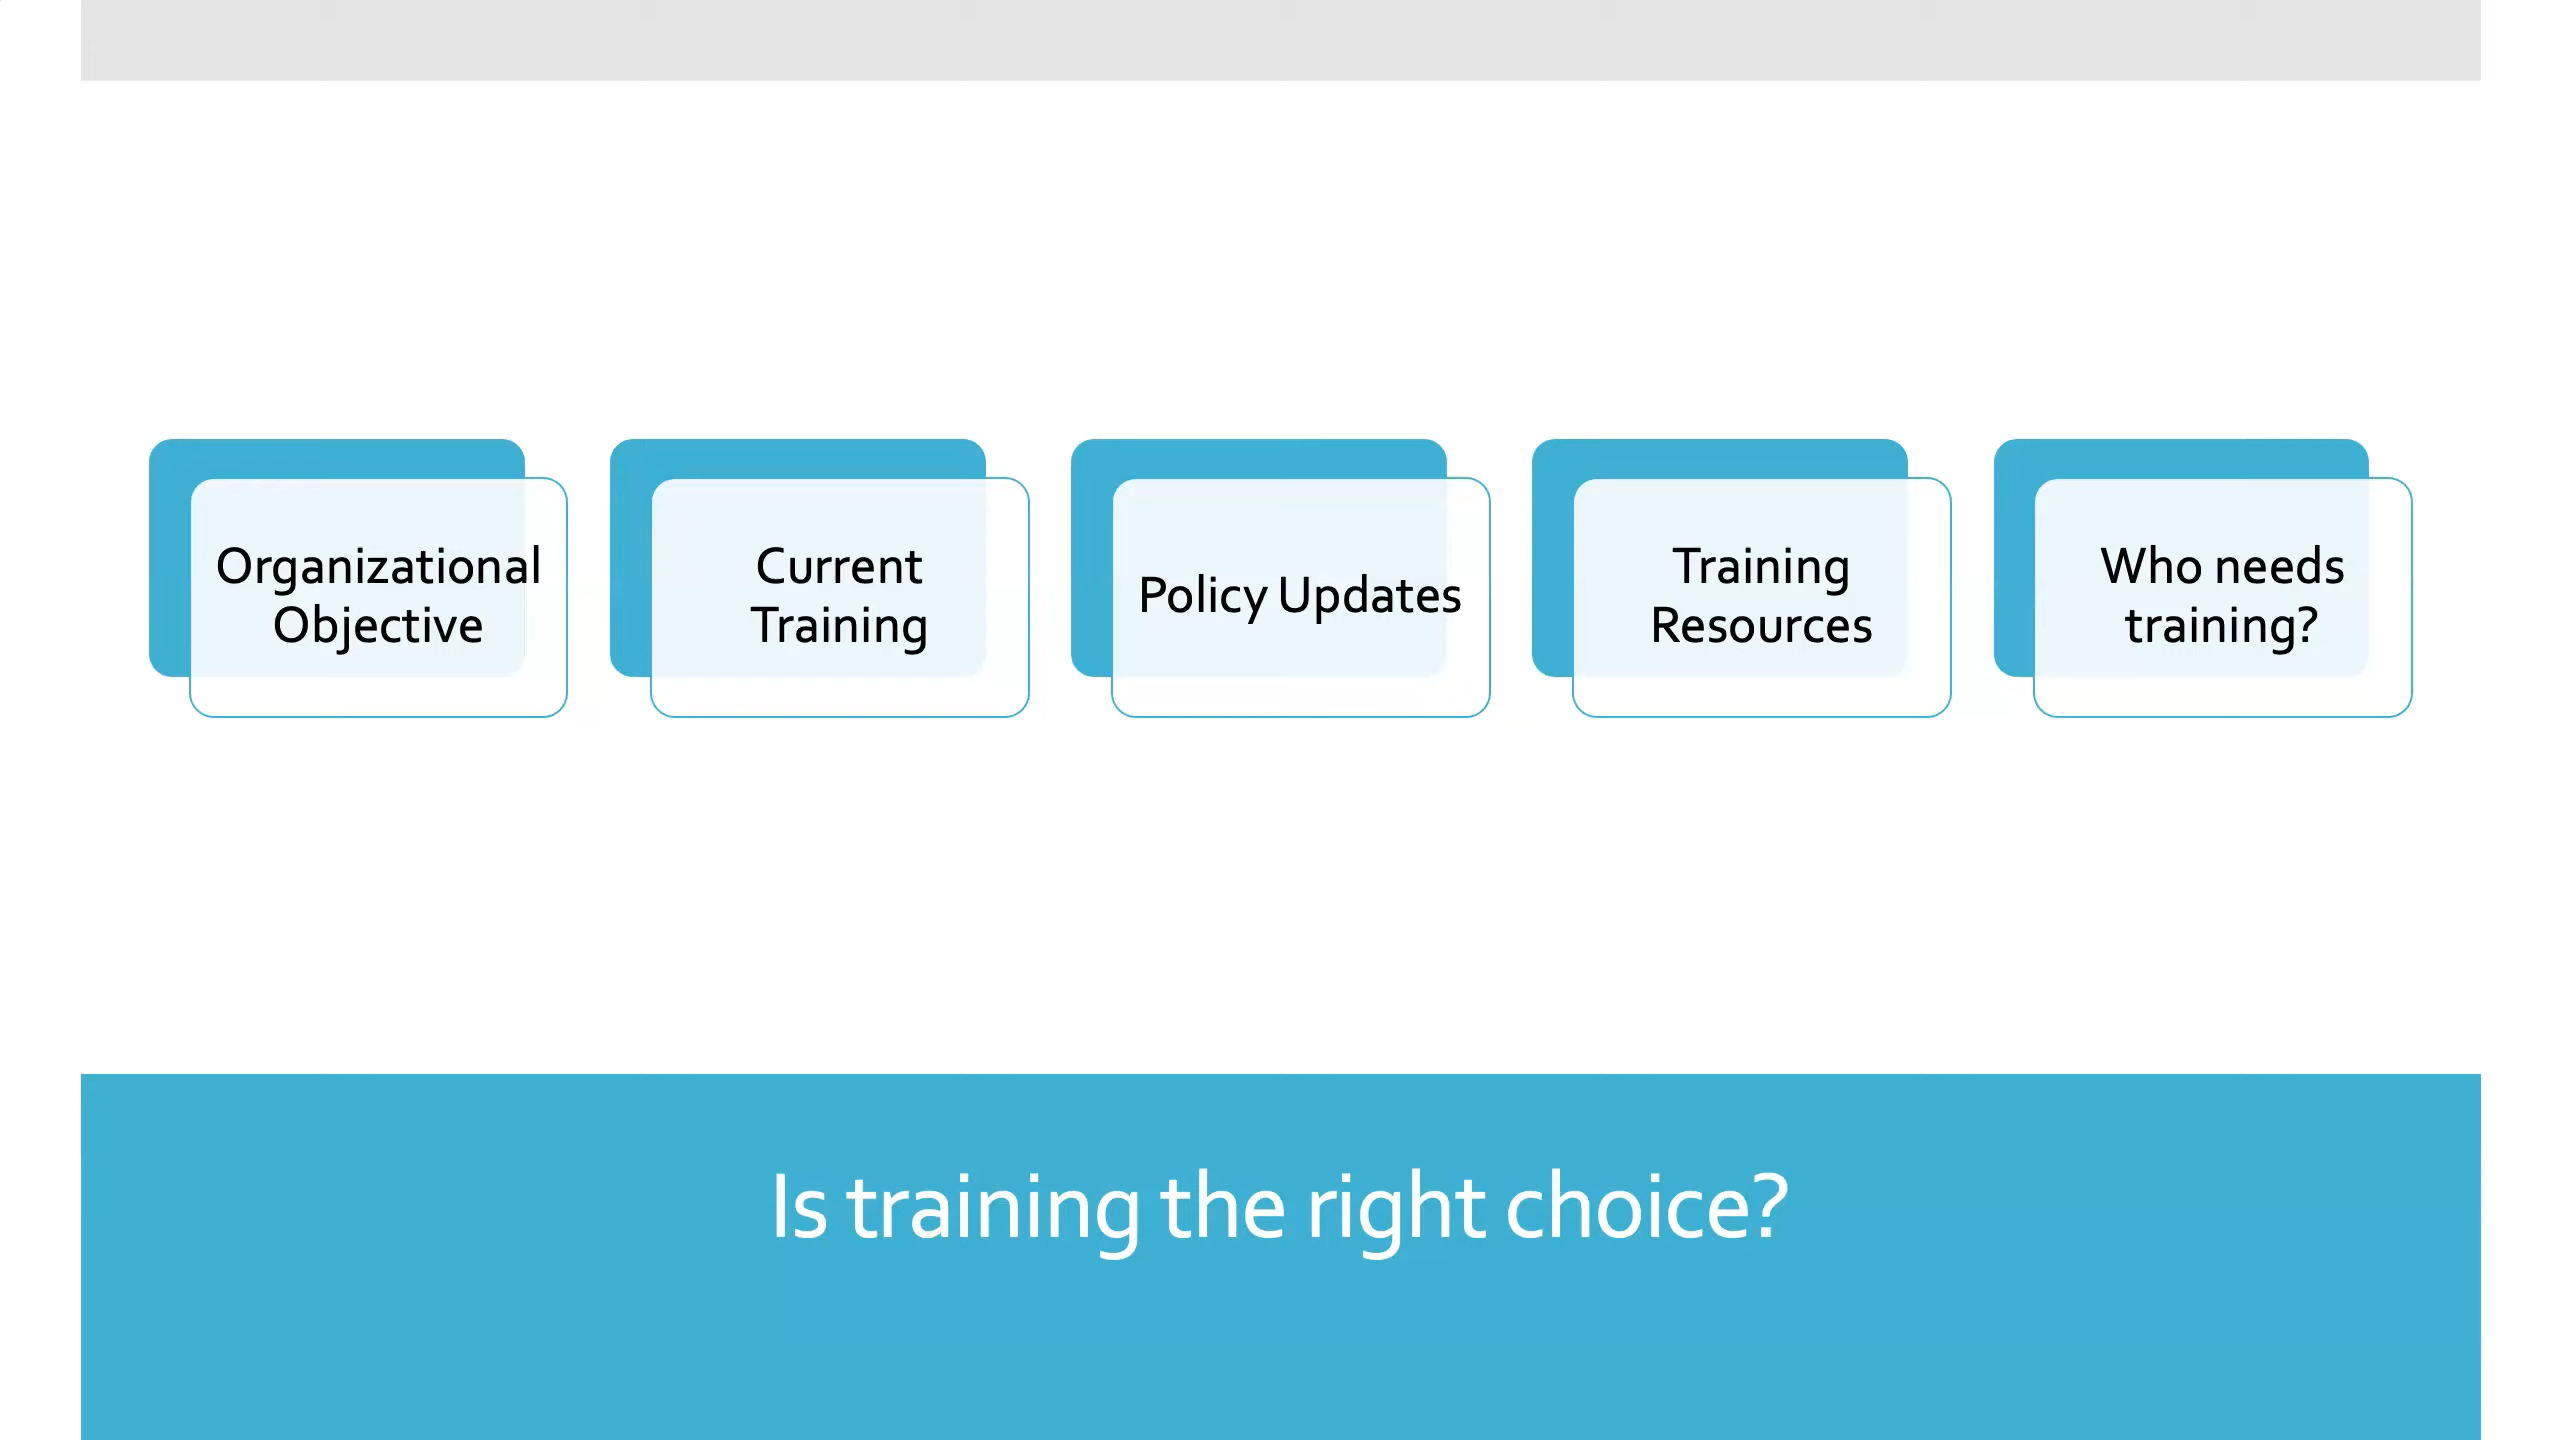 Organizational
Objective
Current
Training
Policy Updates
Training
Resources
Who needs
training?
Is training the right choice?